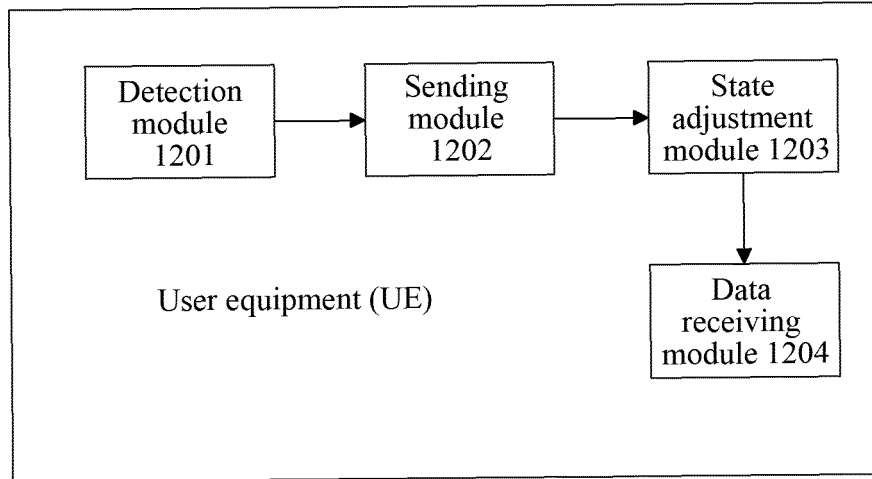 Detection
module
1201
Sending
module
1202
State
adjustment
module 1203
User equipment (UE)
Data
receiving
module 1204